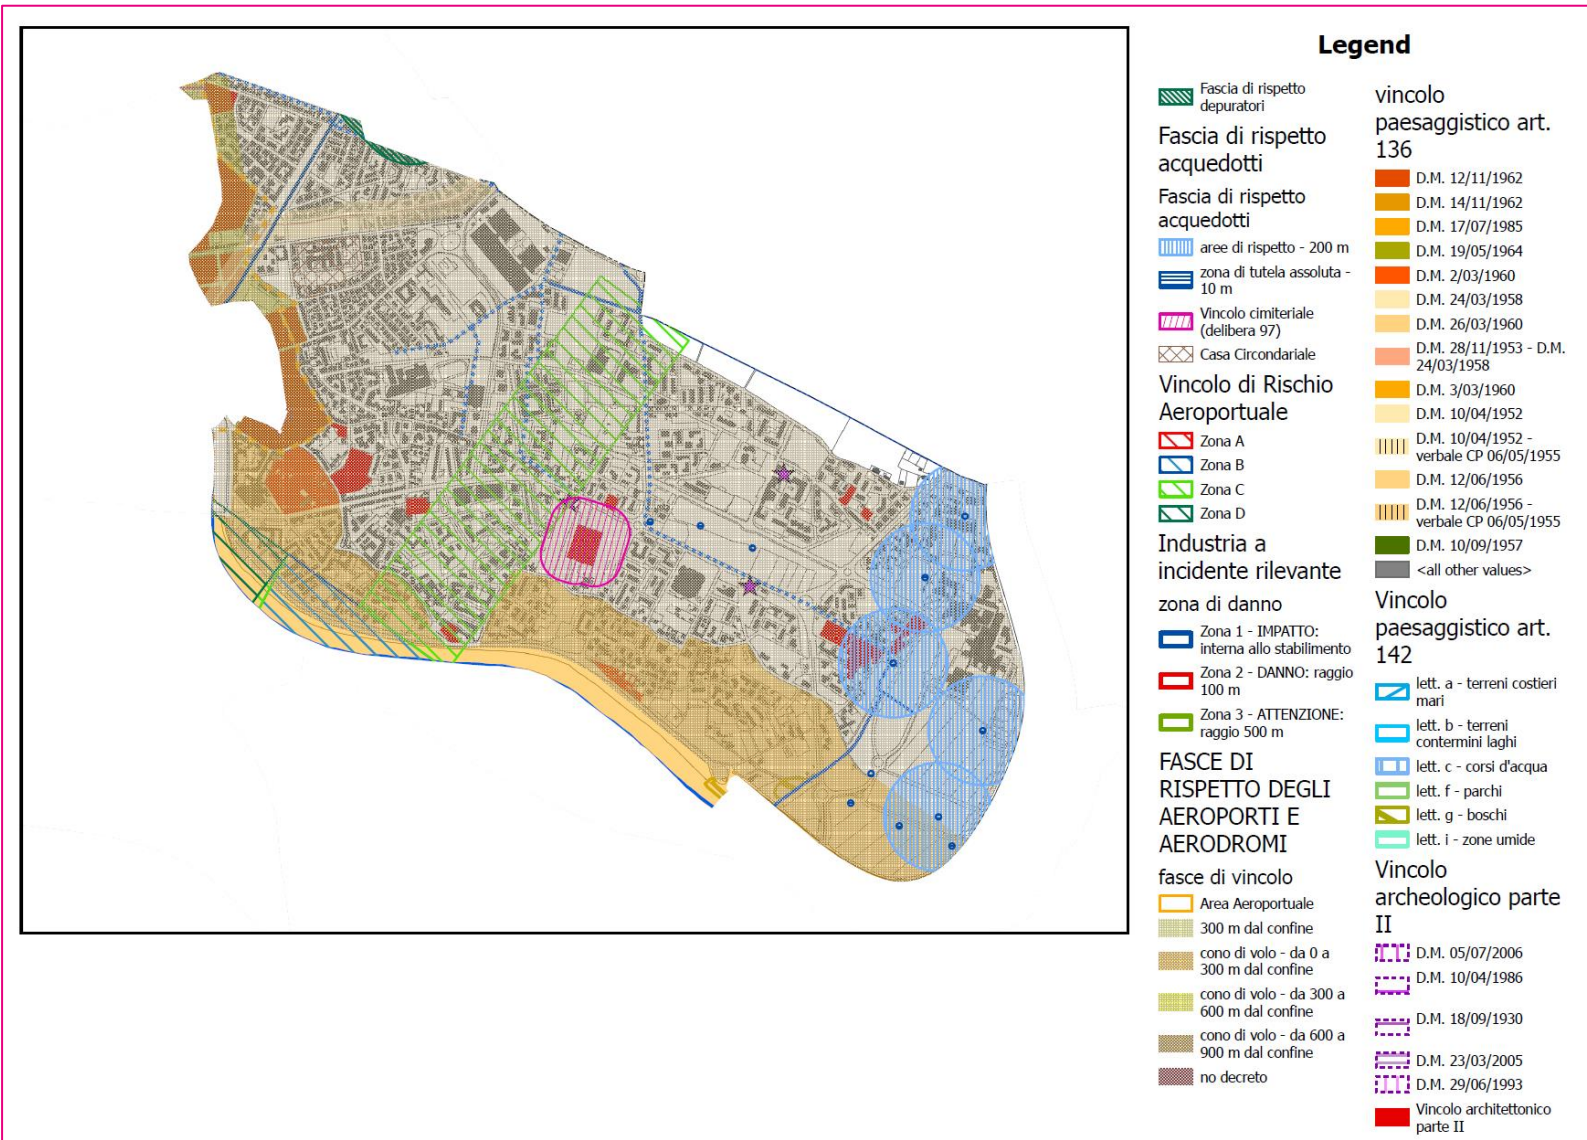 Legend
Fascia di rispetto
depuratori
Fascia di rispetto
acquedotti
Fascia di rispetto
acquedotti
aree di rispetto - 200 m
zona di tutela assoluta -
10 m
Vincolo cimiteriale
(delibera 97)
Casa Circondariale
Vincolo di Rischio
Aeroportuale
Zona A
Zona B
Zona C
Zona D
Industria a
incidente rilevante
zona di danno
Zona 1 - IMPATTO:
interna allo stabilimento
Zona 2 - DANNO: raggio
100 m
Zona 3 - ATTENZIONE:
raggio 500 m
FASCE DI
RISPETTO DEGLI
AEROPORTI E
AERODROMI
fasce di vincolo
Area Aeroportuale
300 m dal confine
cono di volo - da 0 a
300 m dal confine
cono di volo - da 300 a
600 m dal confine
cono di volo - da 600 a
900 m dal confine
no decreto
vincolo
paesaggistico art.
136
D.M. 12/11/1962
D.M. 14/11/1962
D.M. 17/07/1985
D.M. 19/05/1964
D.M. 2/03/1960
D.M. 24/03/1958
D.M. 26/03/1960
D.M. 28/11/1953 - D.M.
24/03/1958
D.M. 3/03/1960
D.M. 10/04/1952
D.M. 10/04/1952 -
verbale CP 06/05/1955
D.M. 12/06/1956
D.M. 12/06/1956 -
verbale CP 06/05/1955
D.M. 10/09/1957
<all other values>
Vincolo
paesaggistico art.
142
lett. a - terreni costieri
mari
lett. b - terreni
contermini laghi
lett. c - corsi d'acqua
lett. f - parchi
lett. g - boschi
lett. i - zone umide
Vincolo
archeologico parte
II
D.M. 05/07/2006
D.M. 10/04/1986
D.M. 18/09/1930
D.M. 23/03/2005
D.M. 29/06/1993
Vincolo architettonico
parte II